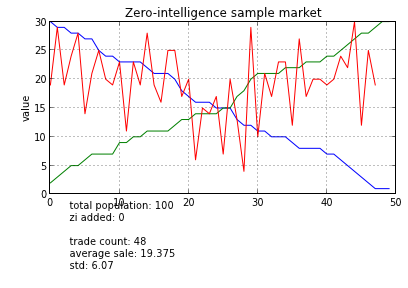 Zero-intelligence sample market
30
25
20
15
10
5
0
value
0 10 20 30 40 50
total population: 100
zi added: 0
trade count: 48
average sale: 19.375
std: 6.07